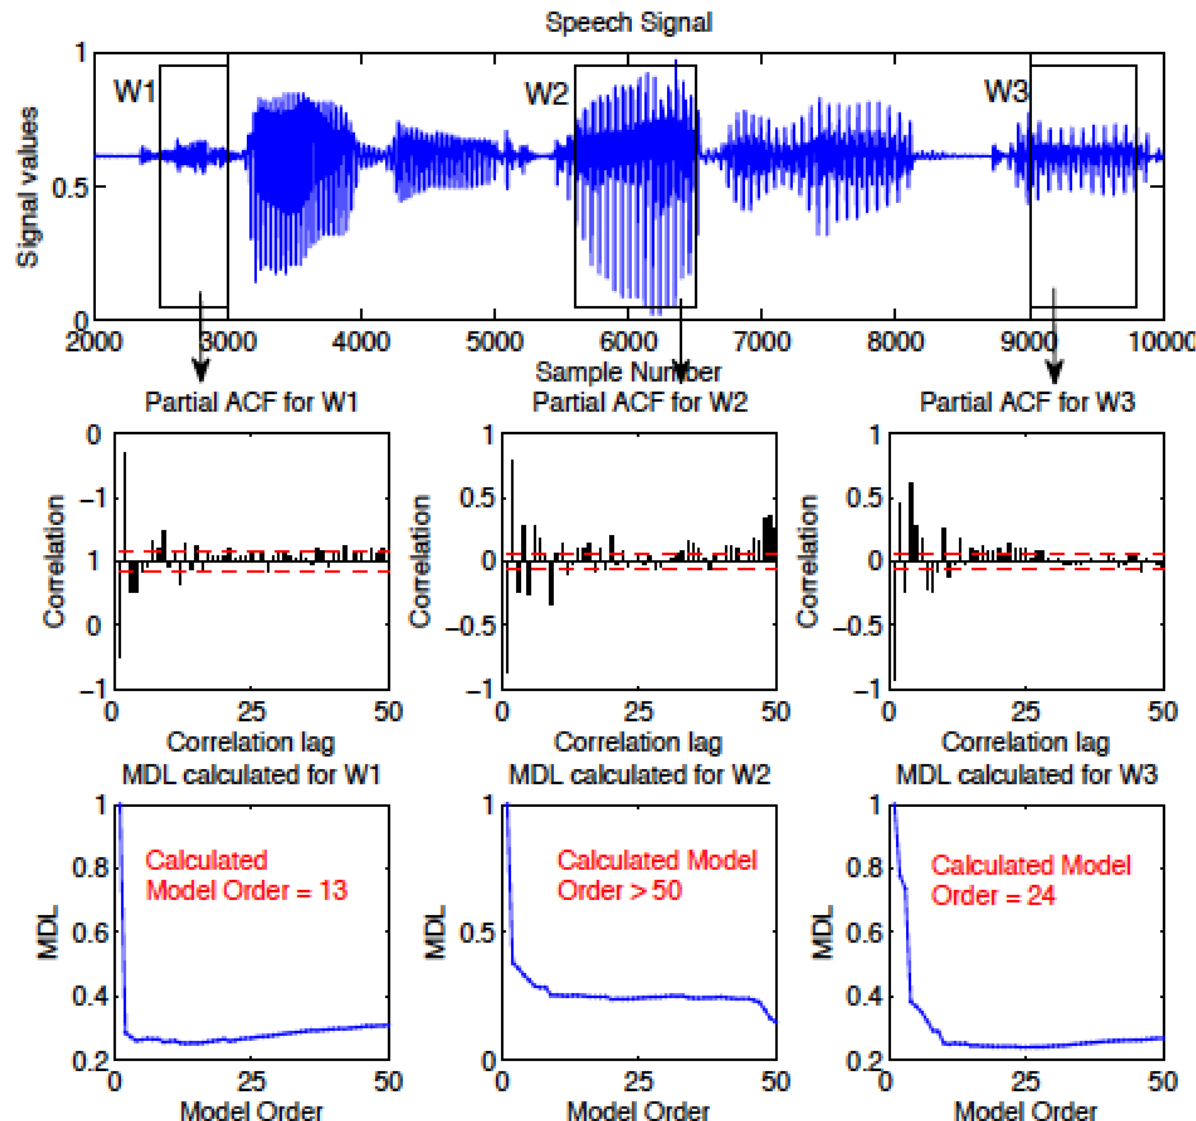 Speech Signal
1
0.5
0
Signal values
W1
W2
W3
2000 3000 4000 5000 6000 7000 8000 9000 10000
Sample Number
Partial ACF for W1 Partial ACF for W2 Partial ACF for W3
0
−1
1
0
−1
Correlation
0 25 50
Correlation lag
1
0.5
0
−0.5
−1
Correlation
0 25 50
Correlation lag
1
0.5
0
−0.5
−1
Correlation
0 25 50
Correlation lag
MDL calculated for W1 MDL calculated for W2 MDL calculated for W3
1
0.8
0.6
0.4
0.2
MDL
Calculated
Model Order = 13
0 25 50
Model Order
1
0.5
0
MDL
Calculated Model
Order > 50
0 25 50
Model Order
1
0.8
0.6
0.4
0.2
MDL
Calculated Model
Order = 24
0 25 50
Model Order